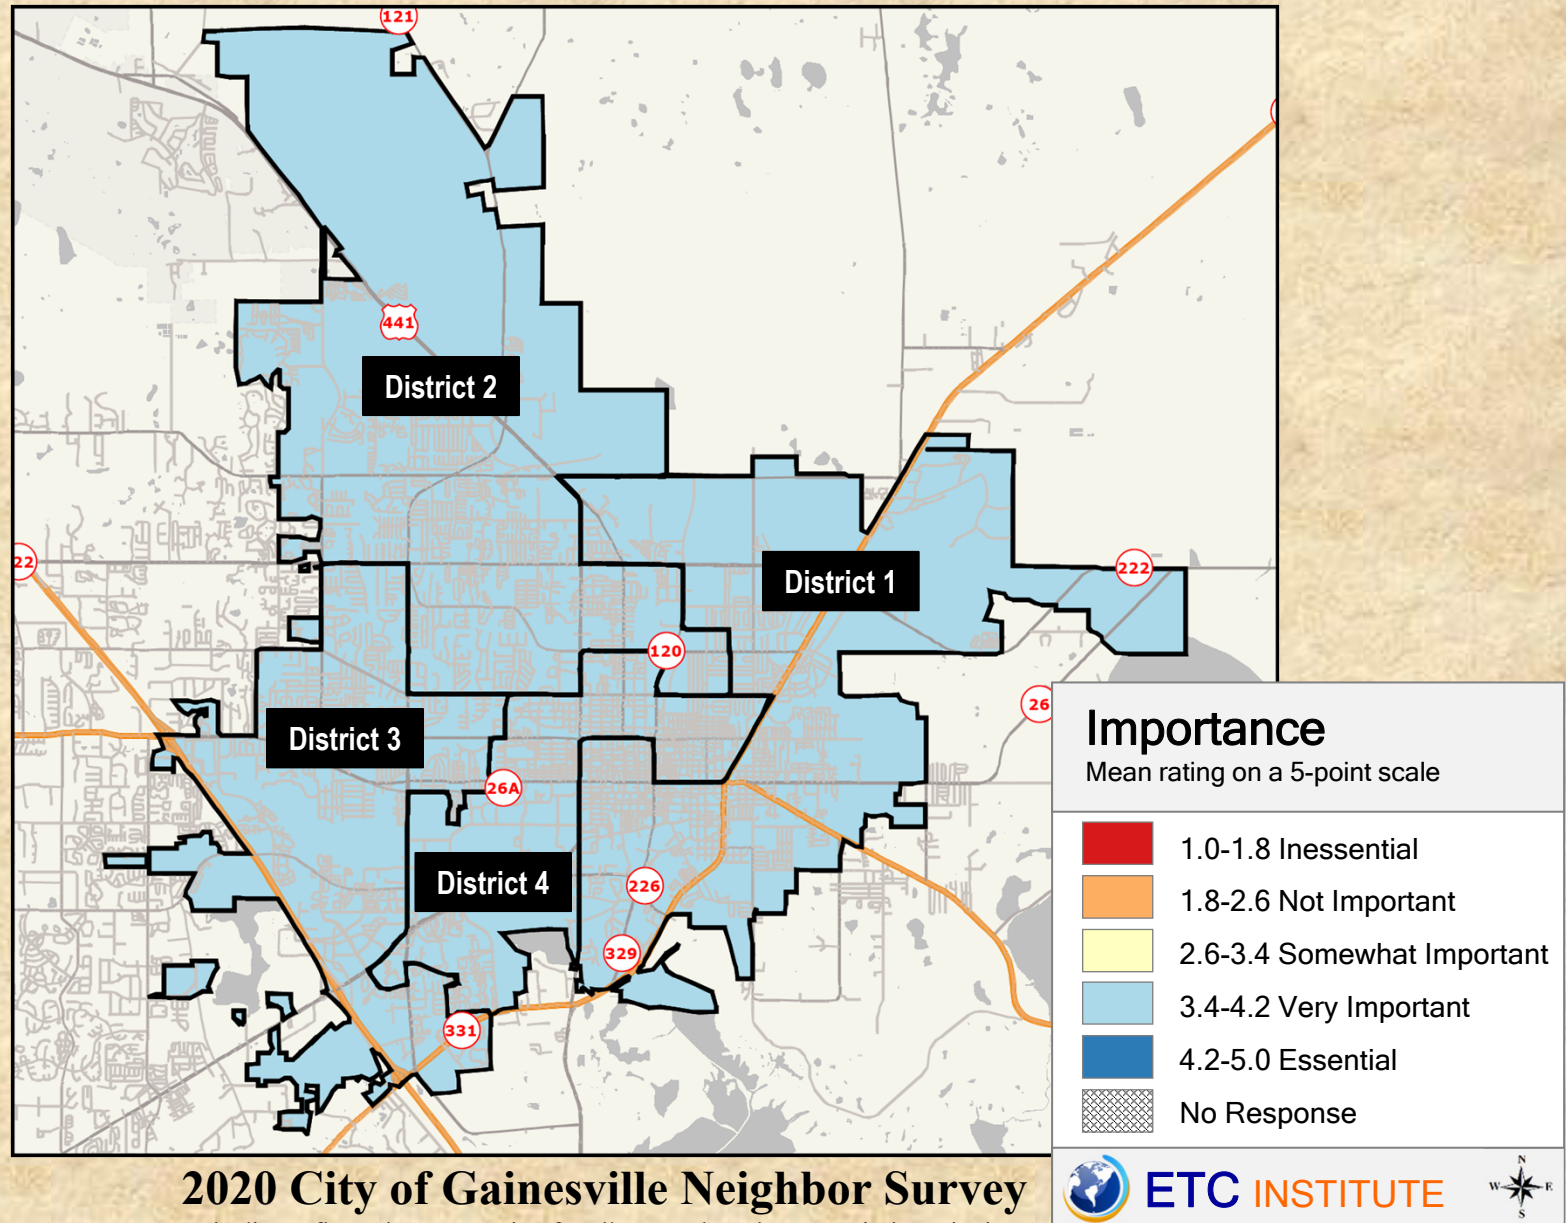 121
441
District 2
22
District 1
222
120
26
District 3
26A
District 4
226
329
331
Importance
Mean rating on a 5-point scale
1.0-1.8 Inessential
1.8-2.6 Not Important
2.6-3.4 Somewhat Important
3.4-4.2 Very Important
4.2-5.0 Essential
No Response
ETC INSTITUTE
N
W E
S
2020 City of Gainesville Neighbor Survey